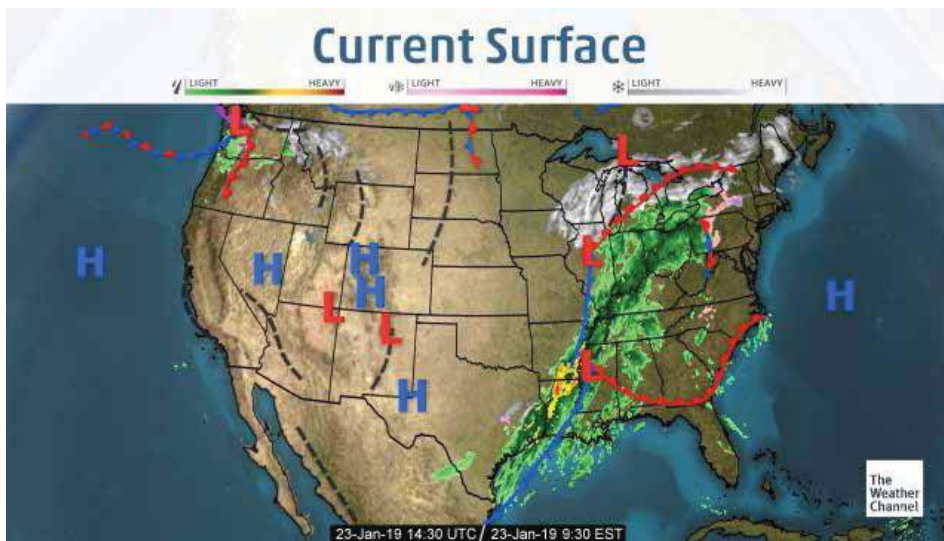 Current Surface
LIGHT HEAVY LIGHT HEAVY LIGHT HEAVY
L
L
L
H H H
H L H
L
L
L
H
The
Weather
Channel
23-Jan-19 14:30 UTC / 23-Jan-19 9:30 EST